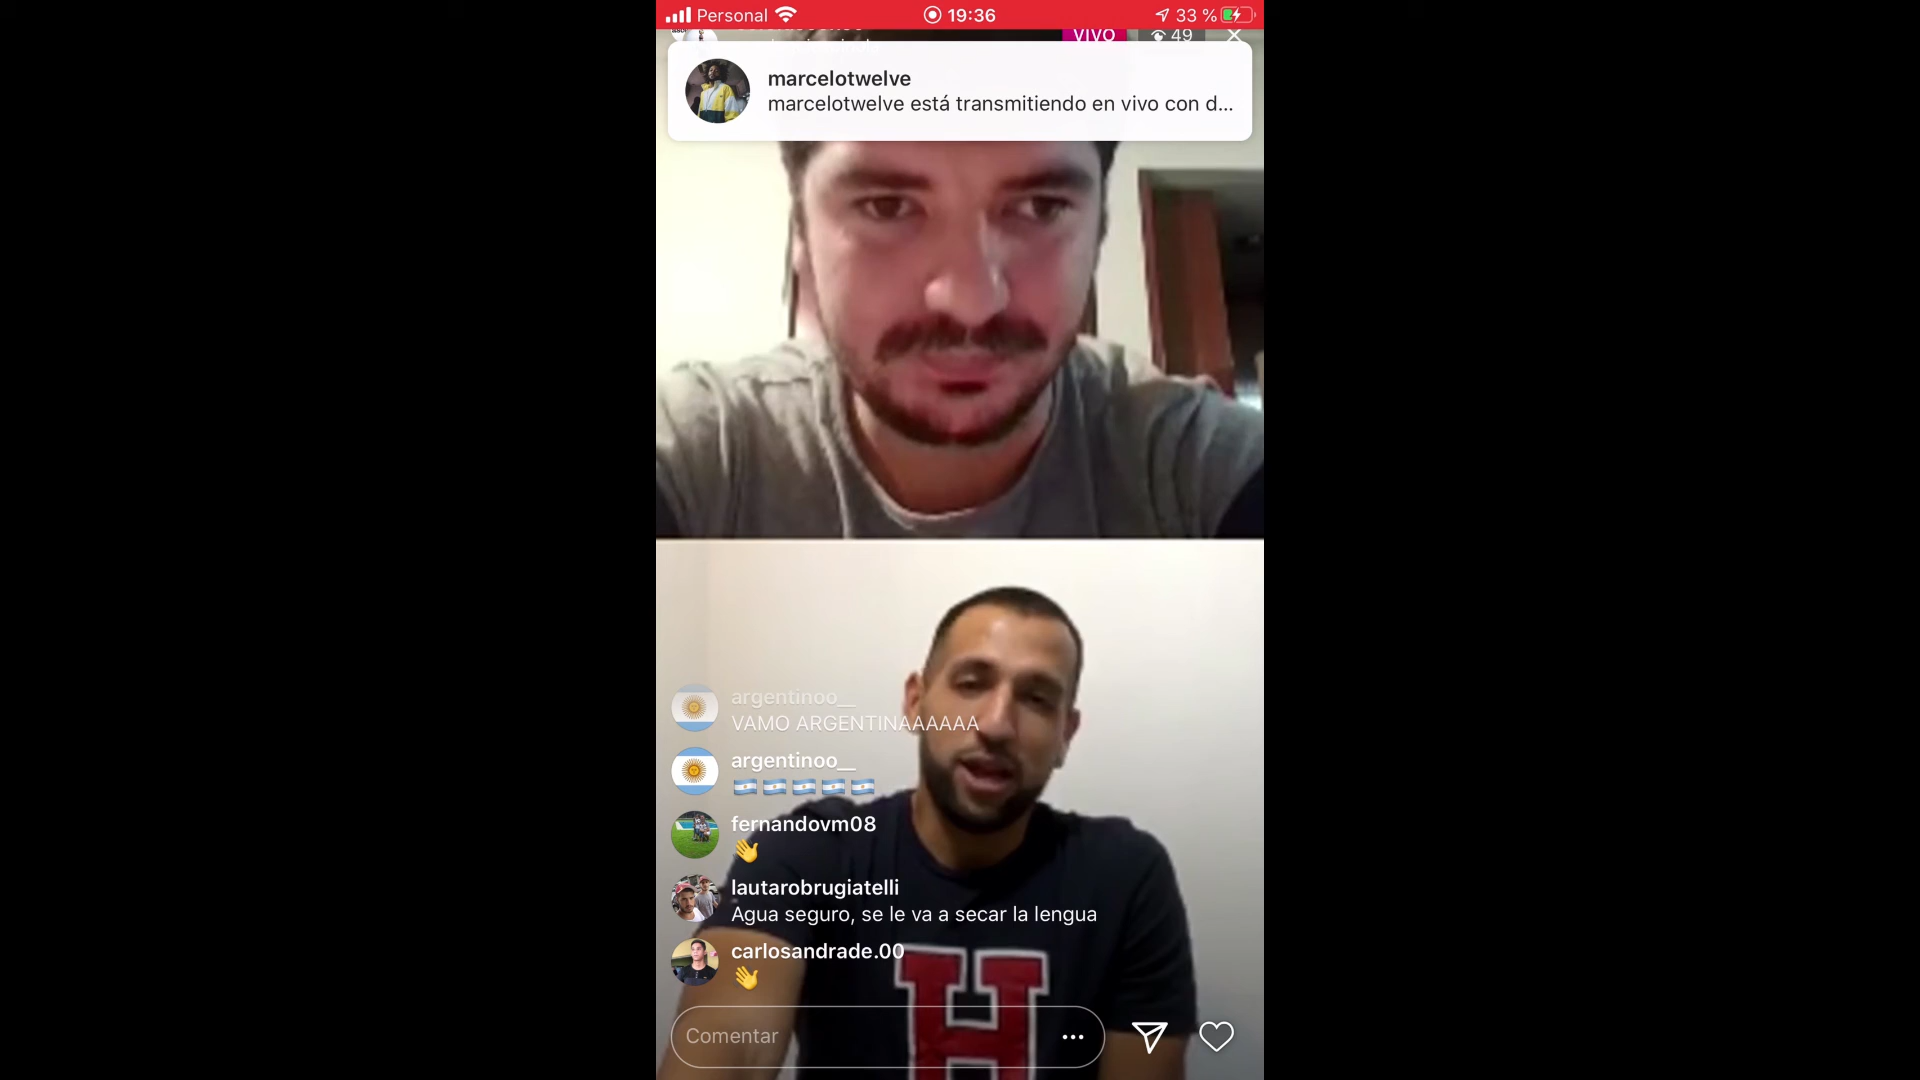 Personal 19:36 33 %
VIVO 49
marcelotwelve
marcelotwelve está transmitiendo en vivo con d...
argentinoo__
VAMO ARGENTINAAAAAA
argentinoo__
🇦🇷🇦🇷🇦🇷🇦🇷🇦🇷
fernandovm08
👋
lautarobrugiatelli
Agua seguro, se le va a secar la lengua
carlosandrade.00
👋
H
Comentar